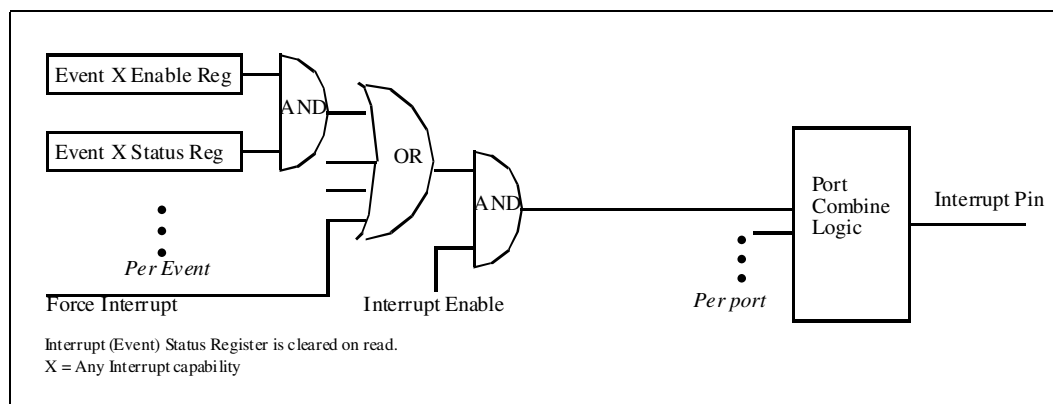 Event X Enable Reg
AND
Event X Status Reg
OR
AND
Port
Combine
Logic
Interrupt Pin
Per Event
Force Interrupt
Interrupt Enable
Per port
Interrupt (Event) Status Register is cleared on read.
X = Any Interrupt capability